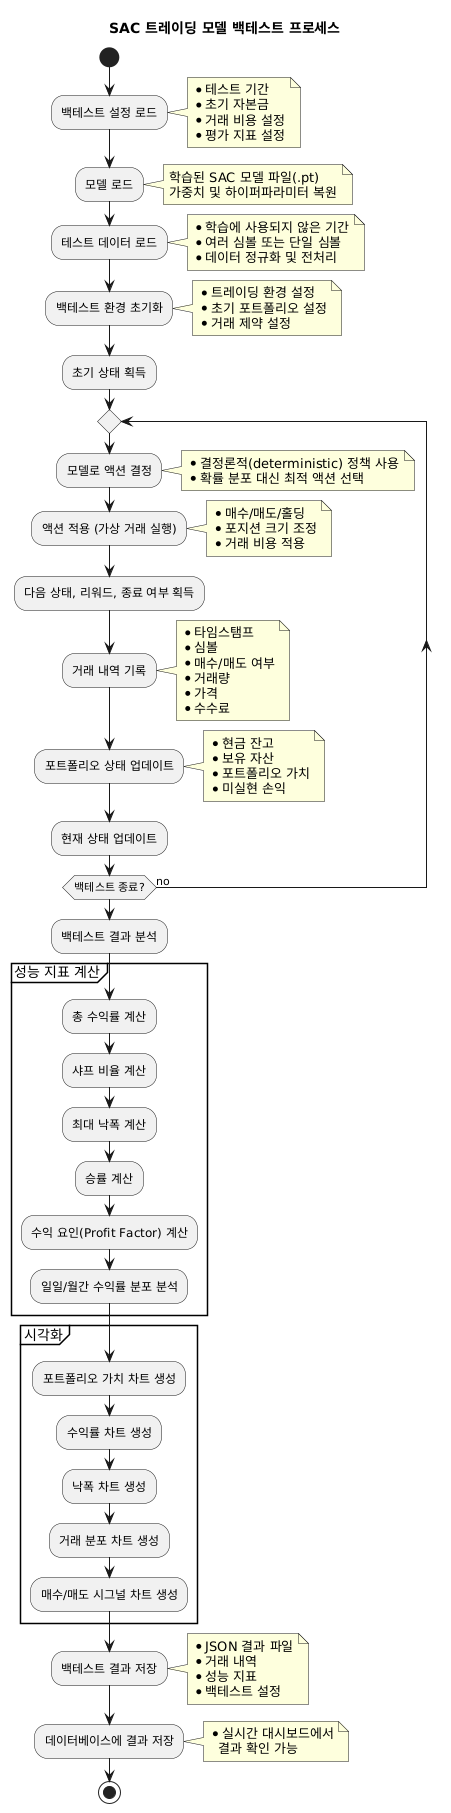 SAC 트레이딩 모델 백테스트 프로세스
백테스트 설정 로드
• 테스트 기간
• 초기 자본금
• 거래 비용 설정
• 평가 지표 설정
모델 로드
학습된 SAC 모델 파일(.pt)
가중치 및 하이퍼파라미터 복원
테스트 데이터 로드
• 학습에 사용되지 않은 기간
• 여러 심볼 또는 단일 심볼
• 데이터 정규화 및 전처리
백테스트 환경 초기화
• 트레이딩 환경 설정
• 초기 포트폴리오 설정
• 거래 제약 설정
초기 상태 획득
모델로 액션 결정
• 결정론적(deterministic) 정책 사용
• 확률 분포 대신 최적 액션 선택
액션 적용 (가상 거래 실행)
• 매수/매도/홀딩
• 포지션 크기 조정
• 거래 비용 적용
다음 상태, 리워드, 종료 여부 획득
거래 내역 기록
• 타임스탬프
• 심볼
• 매수/매도 여부
• 거래량
• 가격
• 수수료
포트폴리오 상태 업데이트
• 현금 잔고
• 보유 자산
• 포트폴리오 가치
• 미실현 손익
현재 상태 업데이트
백테스트 종료?
no
백테스트 결과 분석
성능 지표 계산
총 수익률 계산
샤프 비율 계산
최대 낙폭 계산
승률 계산
수익 요인(Profit Factor) 계산
일일/월간 수익률 분포 분석
시각화
포트폴리오 가치 차트 생성
수익률 차트 생성
낙폭 차트 생성
거래 분포 차트 생성
매수/매도 시그널 차트 생성
백테스트 결과 저장
• JSON 결과 파일
• 거래 내역
• 성능 지표
• 백테스트 설정
데이터베이스에 결과 저장
• 실시간 대시보드에서
결과 확인 가능